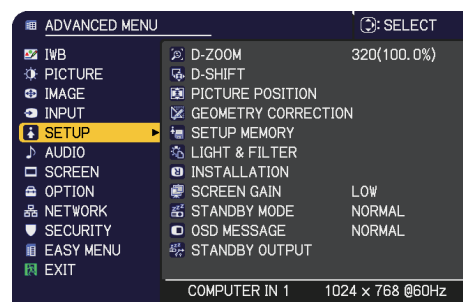 ADVANCED MENU : SELECT
IWB
PICTURE
IMAGE
INPUT
SETUP
AUDIO
SCREEN
OPTION
NETWORK
SECURITY
EASY MENU
EXIT
D-ZOOM 320(100.0%)
D-SHIFT
PICTURE POSITION
GEOMETRY CORRECTION
SETUP MEMORY
LIGHT & FILTER
INSTALLATION
SCREEN GAIN LOW
STANDBY MODE NORMAL
OSD MESSAGE NORMAL
STANDBY OUTPUT
COMPUTER IN 1 1024 x 768 @60Hz